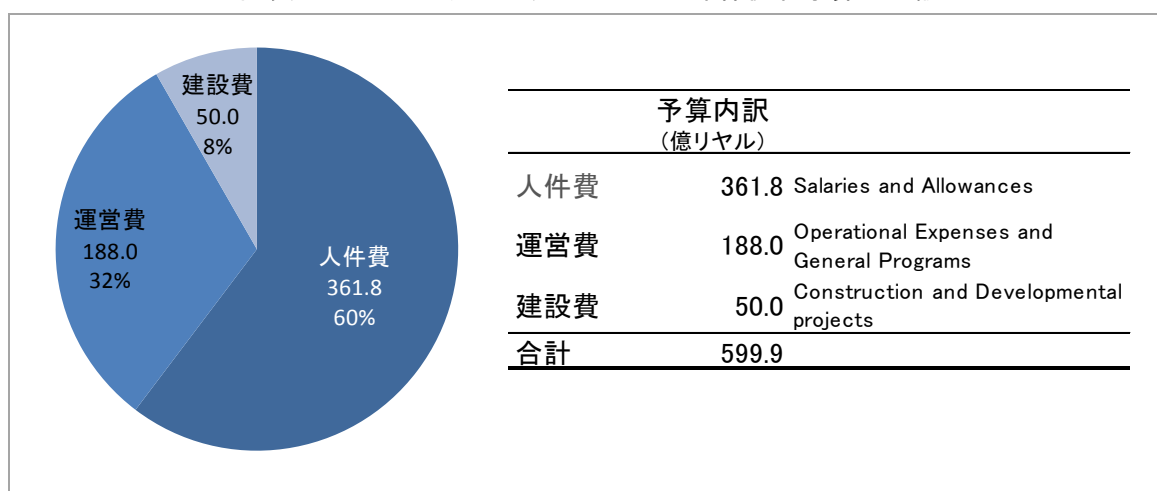 建設費
50.0
8%
運営費
188.0
32%
人件費
361.8
60%
予算内訳
（億リヤル）
人件費 361.8 Salaries and Allowances
運営費 188.0 Operational Expenses and
General Programs
建設費 50.0 Construction and Developmental
projects
合計 599.9